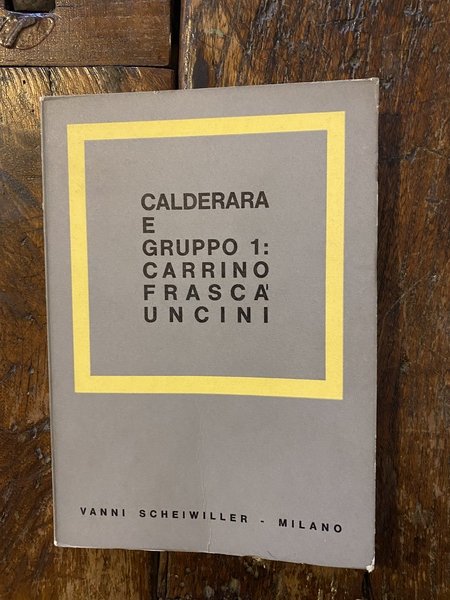 CALDERARA
E
GRUPPO 1:
CARRINO
FRASCA'
UNCINI
VANNI SCHEIWILLER - MILANO